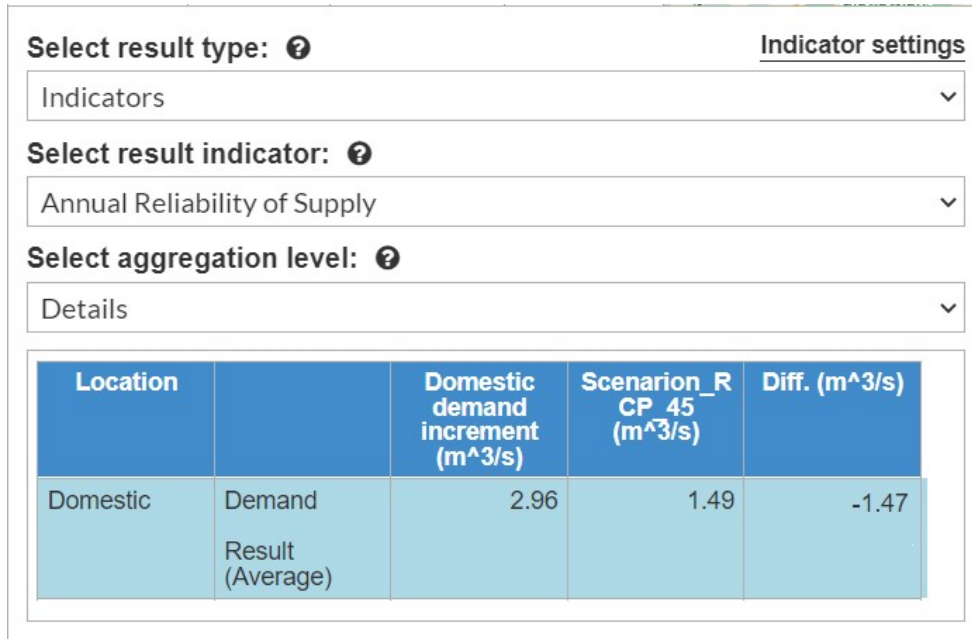 Select result type: ?
Indicator settings
Indicators
Select result indicator: ?
Annual Reliability of Supply
Select aggregation level: ?
Details
Location
Domestic
demand
increment
(m^3/s)
Scenarion_R
CP_45
(m^3/s)
Diff. (m^3/s)
Domestic
Demand
2.96
1.49
-1.47
Result
(Average)